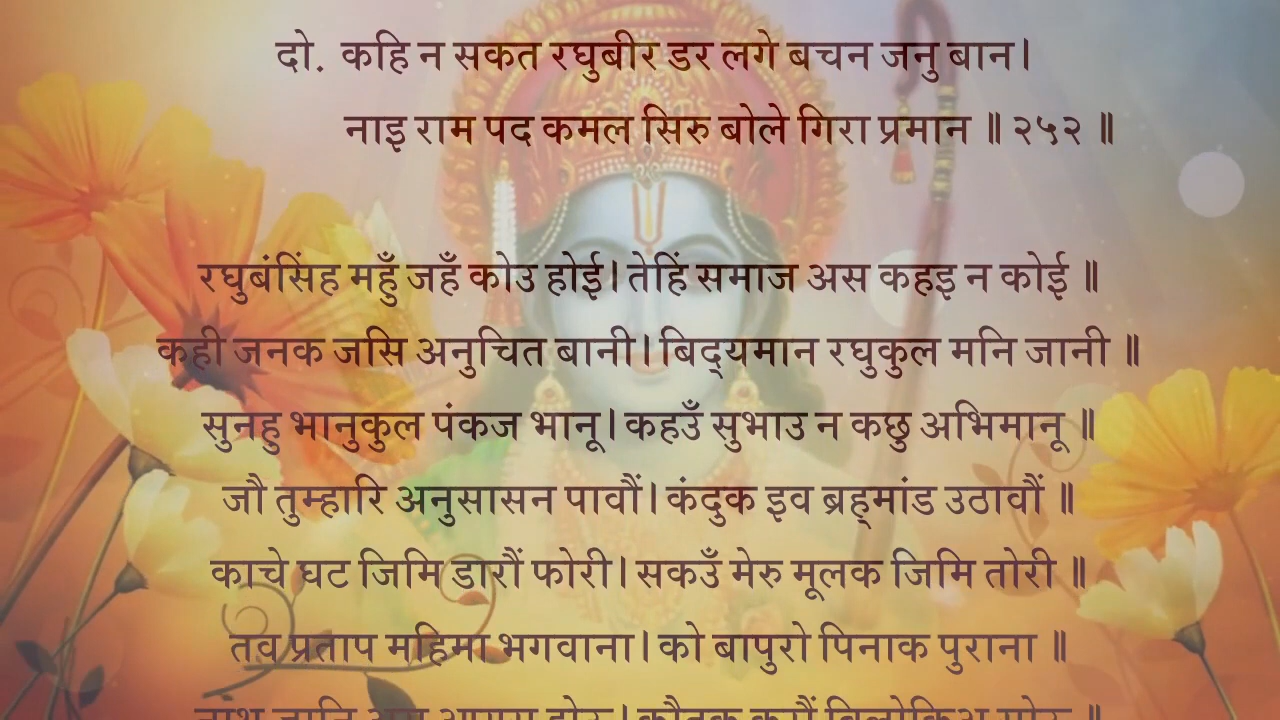 दो. कहि न सकत रघुबीर डर लगे बचन जनु बान।
नाइ राम पद कमल सिरु बोले गिरा प्रमान ॥ २५२ ॥
रघुबंसिंह महुँ जहँ कोउ होई। तेहिं समाज अस कहइ न कोई ॥
कही जनक जसि अनुचित बानी। बिद्यमान रघुकुल मनि जानी ॥
सुनहु भानुकुल पंकज भानू। कहउँ सुभाउ न कछु अभिमानू ॥
जौ तुम्हारि अनुसासन पावौं। कंदुक इव ब्रह्मांड उठावौं ॥
काचे घट जिमि डारौं फोरी। सकउँ मेरु मूलक जिमि तोरी ॥
तव प्रताप महिमा भगवाना। को बापुरो पिनाक पुराना ॥